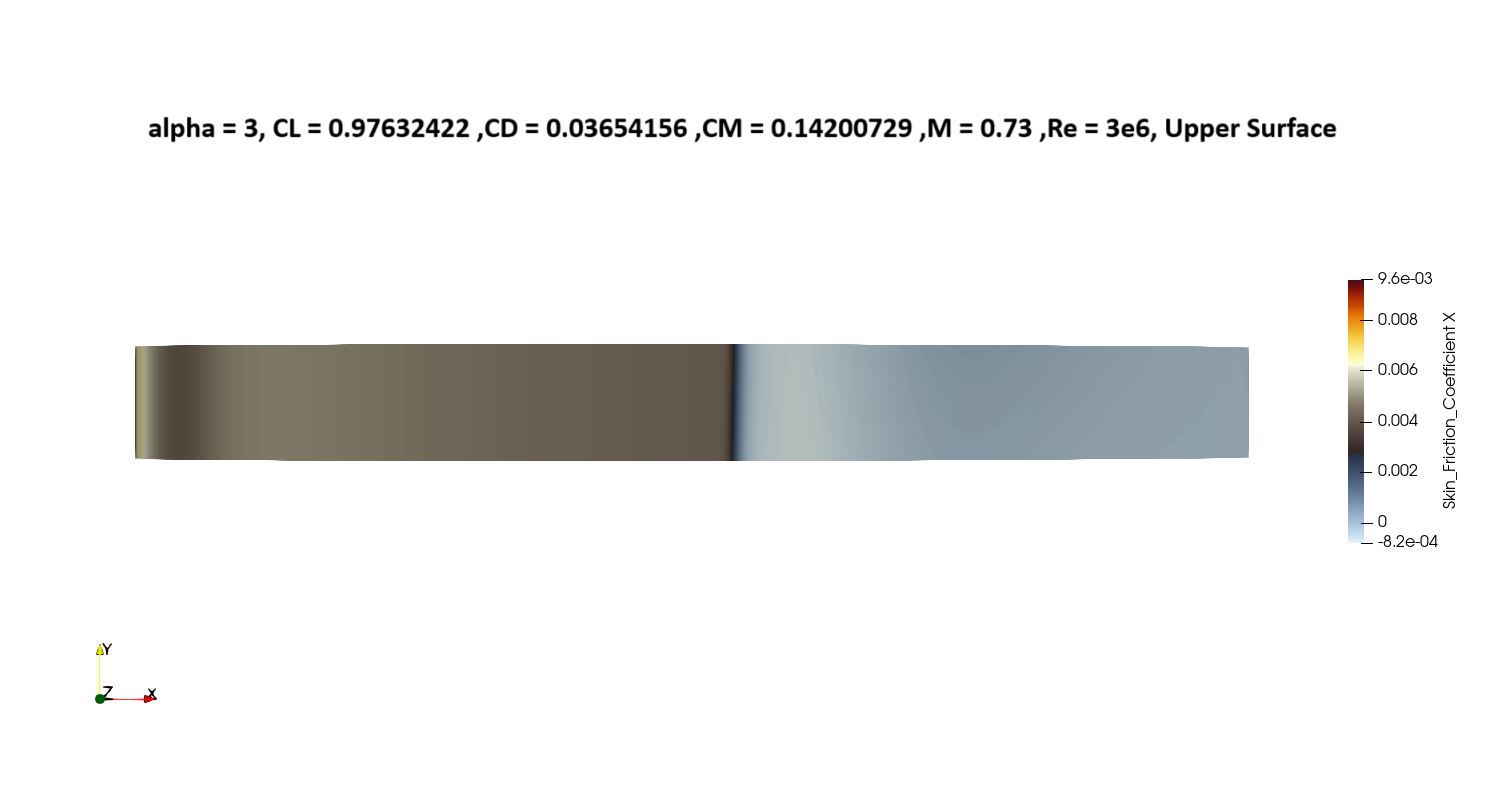 alpha = 3, CL = 0.97632422 ,CD = 0.03654156 ,CM = 0.14200729 ,M = 0.73 ,Re = 3e6, Upper Surface
9.6e-03
0.008
0.006
0.004
0.002
0
-8.2e-04
Skin_Friction_Coefficient X
Y
Z
X